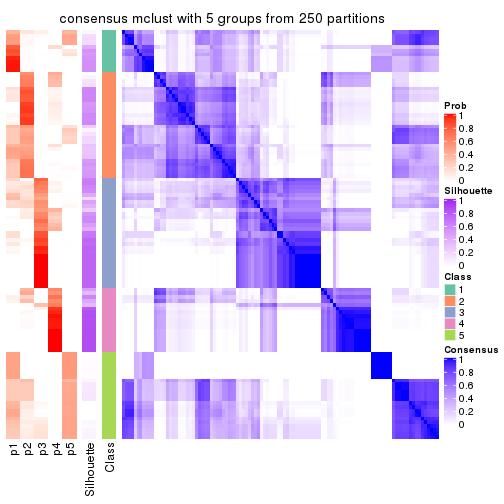 consensus mclust with 5 groups from 250 partitions
Prob
1
0.8
0.6
0.4
0.2
0
Silhouette
1
0.8
0.6
0.4
0.2
0
Class
1
2
3
4
5
Consensus
1
0.8
0.6
0.4
0.2
0
p1
p2
p3
p4
p5
Silhouette
Class